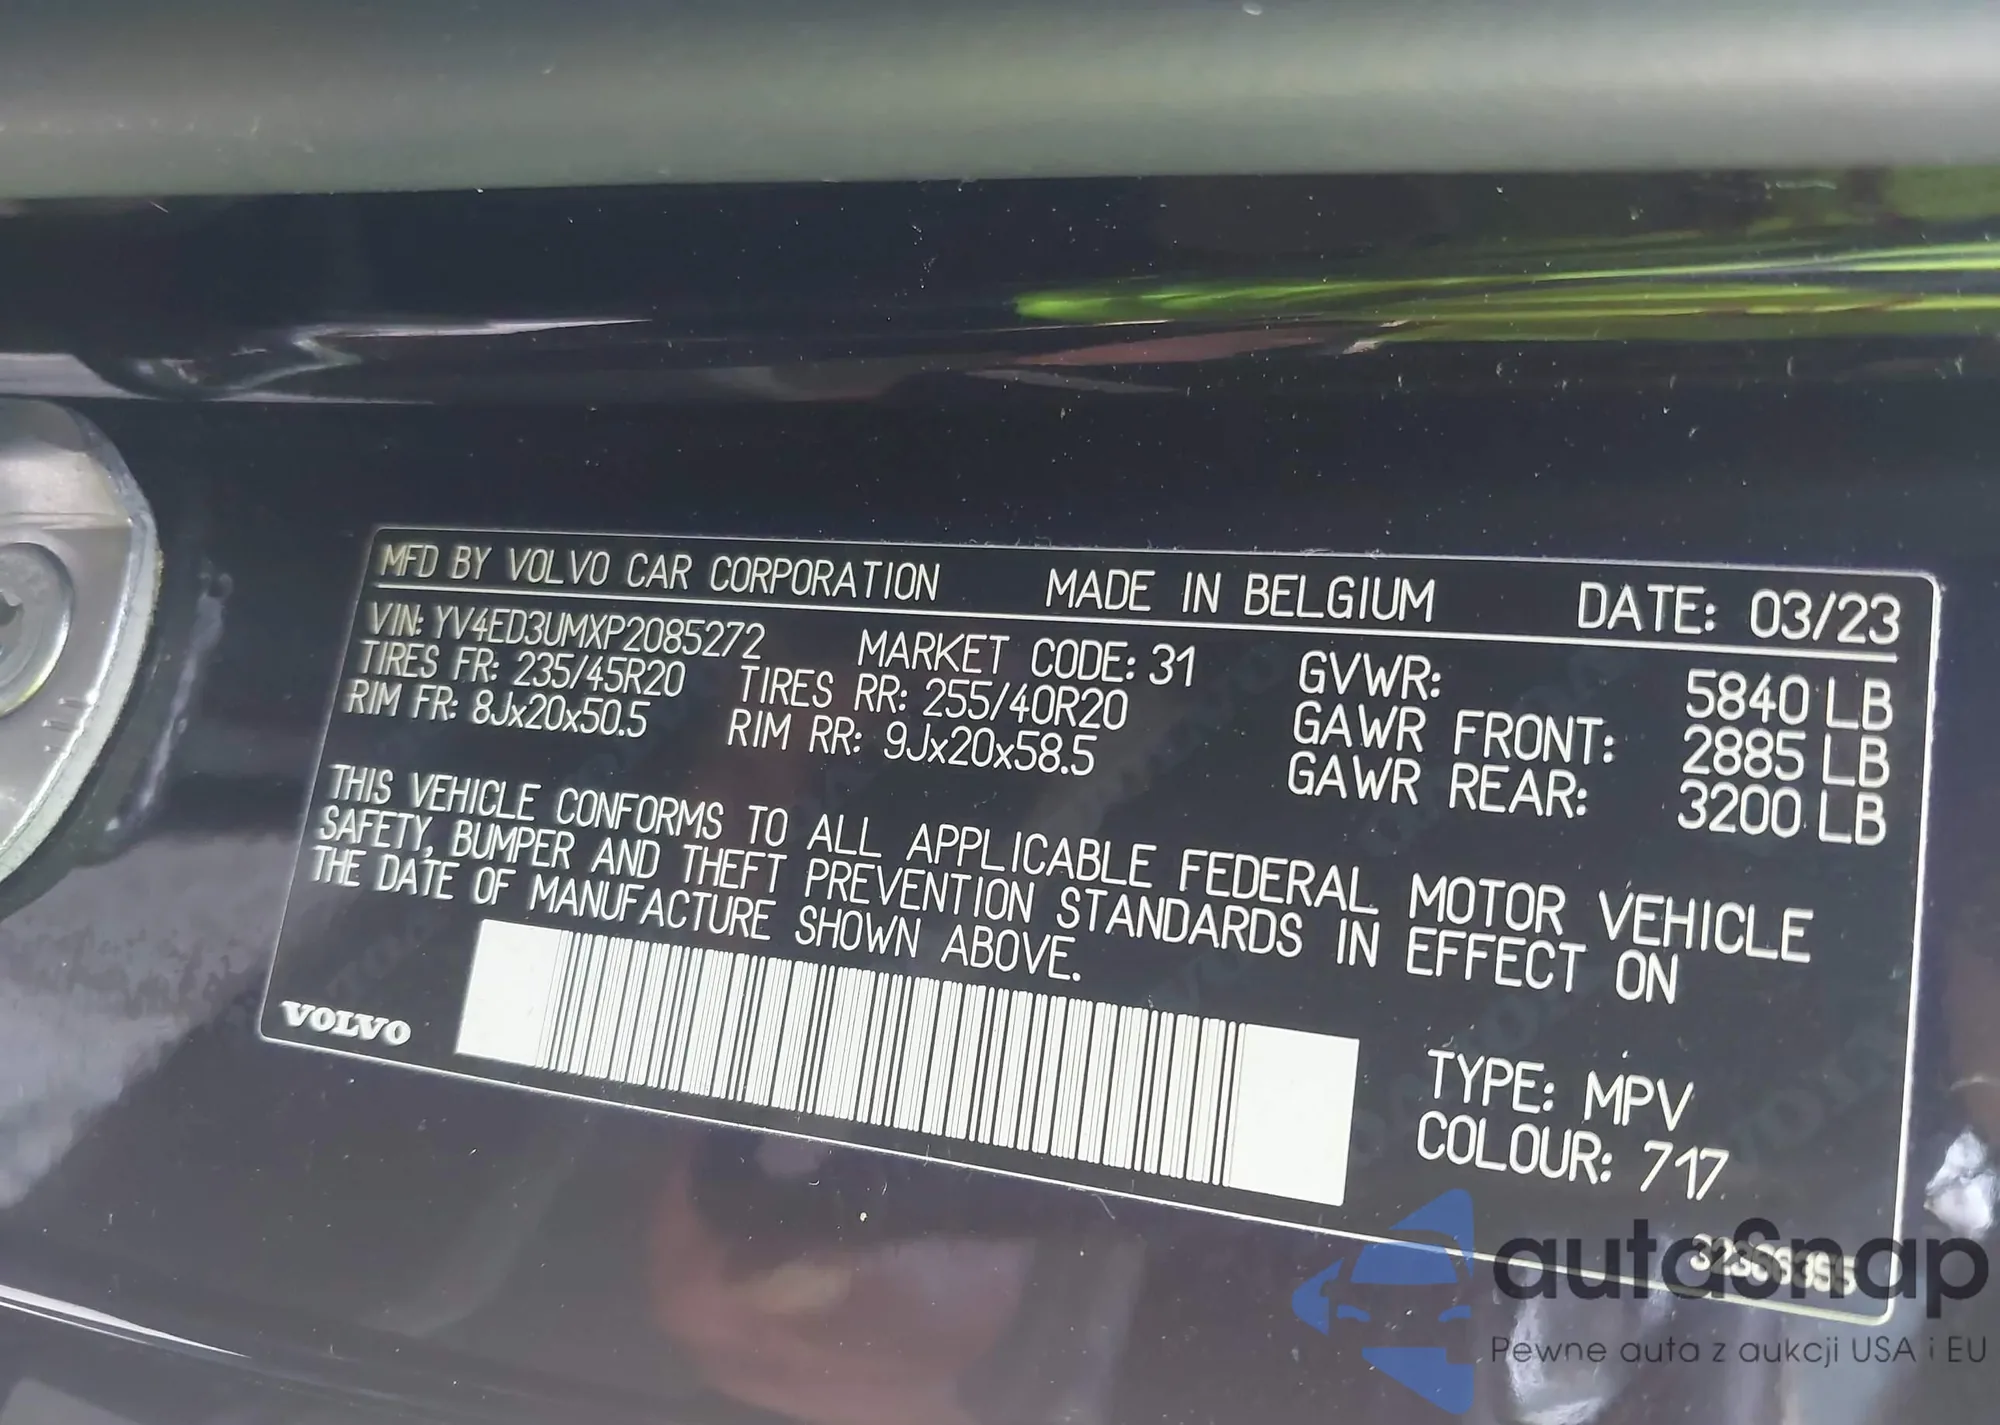 MFD BY VOLVO CAR CORPORATION MADE IN BELGIUM DATE: 03/23
VIN: YV4ED3UMXP2085272 MARKET CODE: 31 GVWR: 5840 LB
TIRES FR: 235/45R20 TIRES RR: 255/40R20 GAWR FRONT: 2885 LB
RIM FR: 8Jx20x50.5 RIM RR: 9Jx20x58.5 GAWR REAR: 3200 LB
THIS VEHICLE CONFORMS TO ALL APPLICABLE FEDERAL MOTOR VEHICLE
SAFETY, BUMPER AND THEFT PREVENTION STANDARDS IN EFFECT ON
THE DATE OF MANUFACTURE SHOWN ABOVE.
VOLVO
TYPE: MPV
COLOUR: 717
autoSnap
Pewne auta z aukcji USA i EU